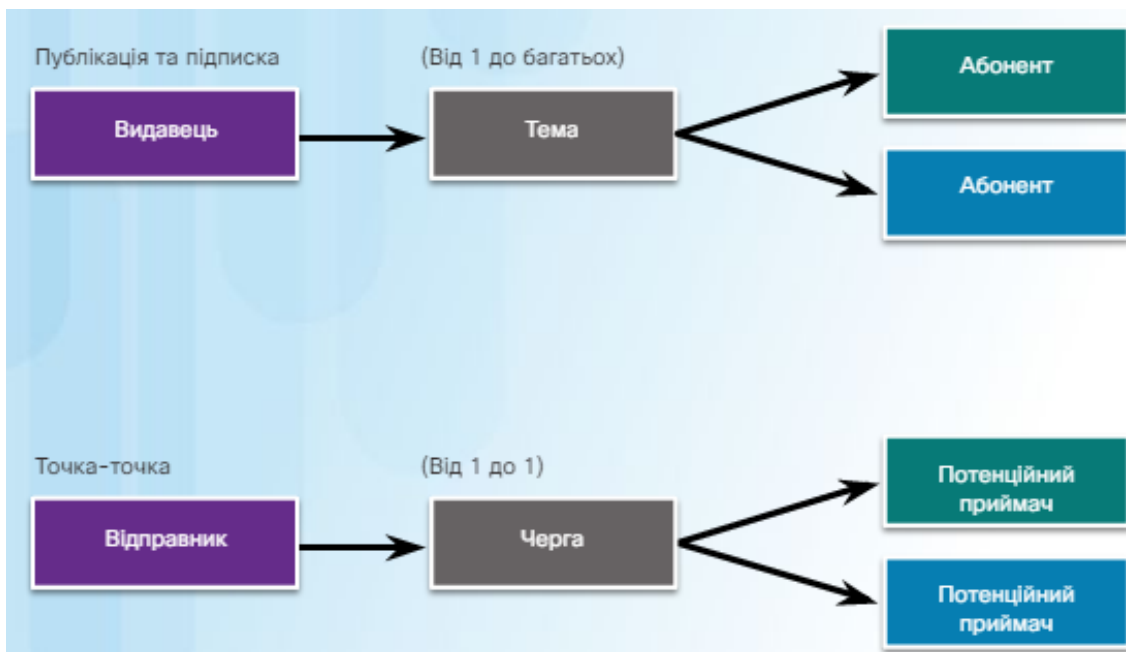 Публікація та підписка
(Від 1 до багатьох)
Видавець
Тема
Абонент
Абонент
Точка-точка
(Від 1 до 1)
Відправник
Черга
Потенційний
приймач
Потенційний
приймач